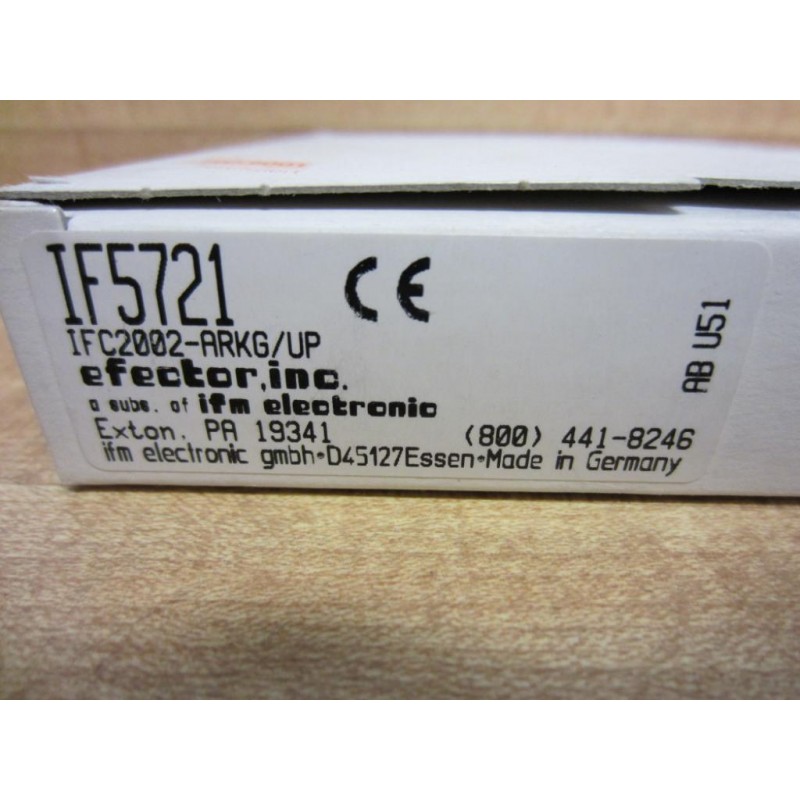 IF5721
CE
IFC2002-ARKG/UP
efector, inc.
a subs. of ifm electronic
Exton, PA 19341 (800) 441-8246
ifm electronic gmbh•D45127Essen•Made in Germany
AB U51